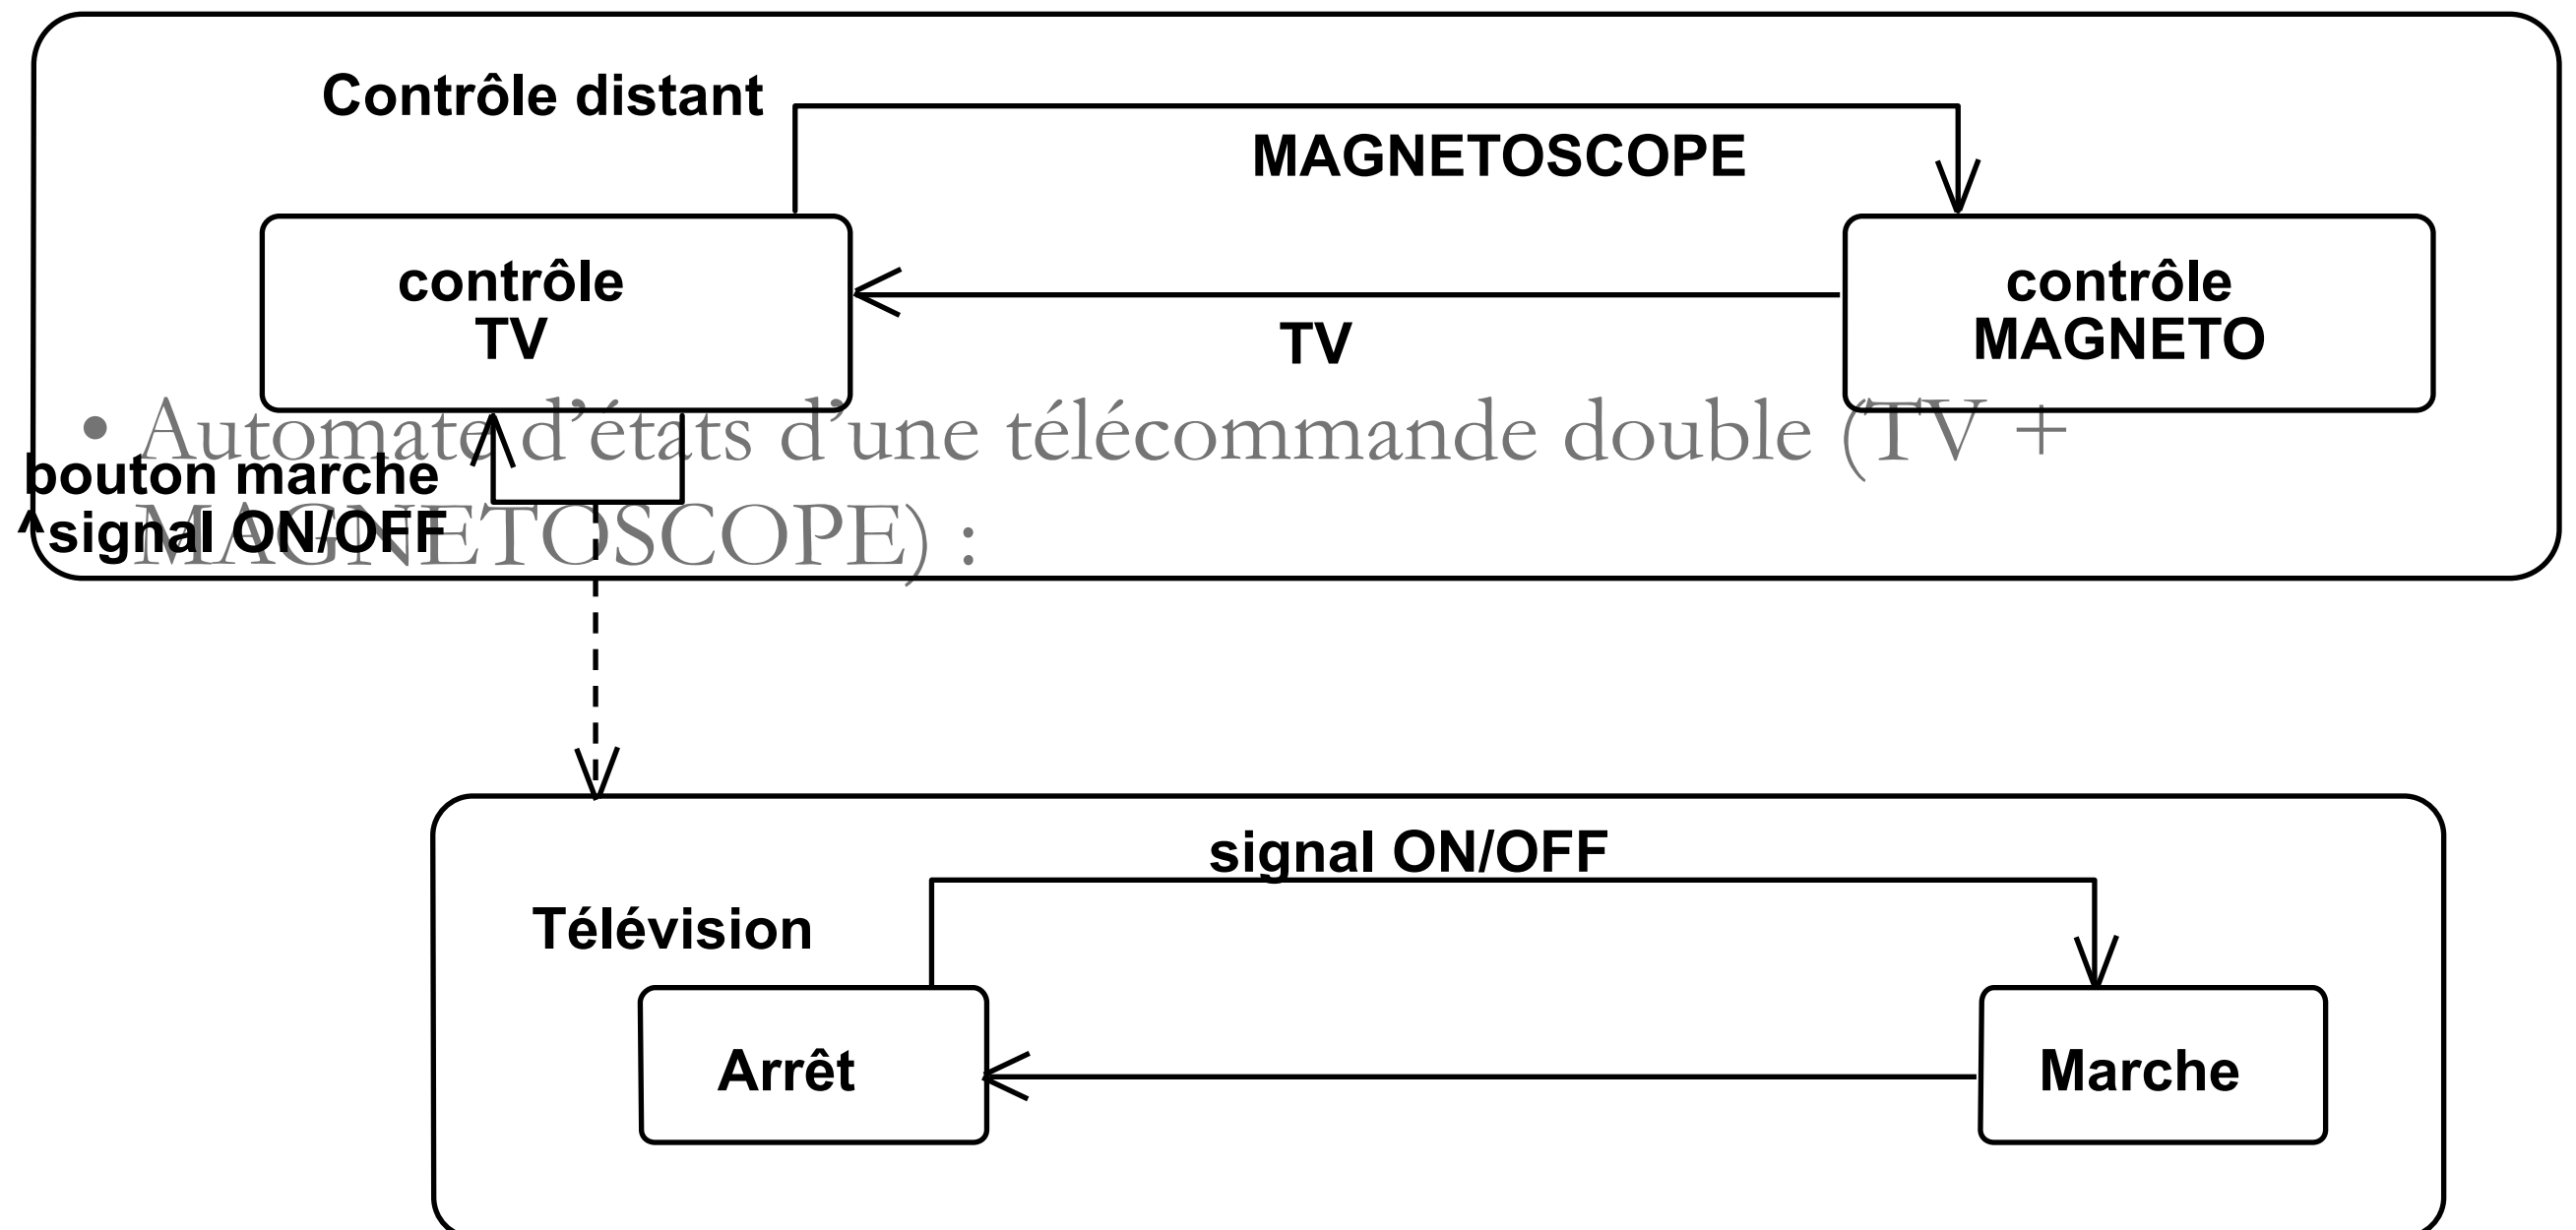 Contrôle distant
MAGNETOSCOPE
contrôle
TV
contrôle
MAGNETO
TV
• Automate d’états d’une télécommande double (TV +
MAGNETOSCOPE) :
bouton marche
^signal ON/OFF
signal ON/OFF
Télévision
Arrêt
Marche